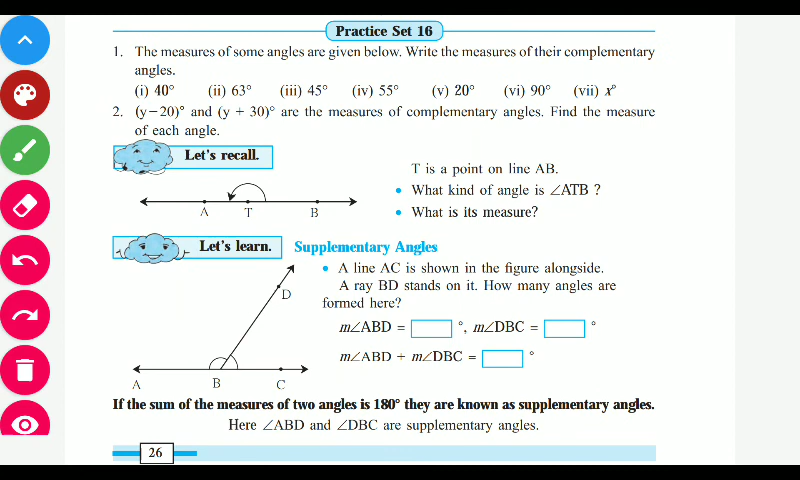 Practice Set 16
1. The measures of some angles are given below. Write the measures of their complementary
angles.
(i) 40° (ii) 63° (iii) 45° (iv) 55° (v) 20° (vi) 90° (vii) x°
2. (y−20)° and (y + 30)° are the measures of complementary angles. Find the measure
of each angle.
Let's recall.
T is a point on line AB.
• What kind of angle is ∠ATB ?
• What is its measure?
A T B
Let's learn.
Supplementary Angles
• A line AC is shown in the figure alongside.
A ray BD stands on it. How many angles are
formed here?
m∠ABD = °, m∠DBC = °
m∠ABD + m∠DBC = °
D
A B C
If the sum of the measures of two angles is 180° they are known as supplementary angles.
Here ∠ABD and ∠DBC are supplementary angles.
26